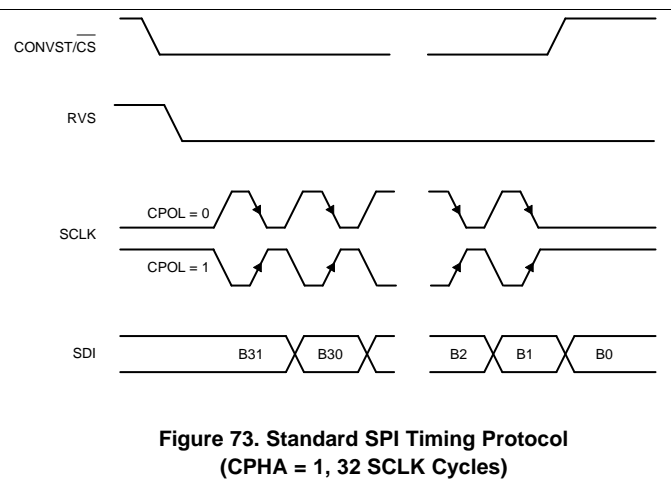 CONVST/CS
RVS
CPOL = 0
SCLK
CPOL = 1
SDI B31 B30 B2 B1 B0
Figure 73. Standard SPI Timing Protocol
(CPHA = 1, 32 SCLK Cycles)